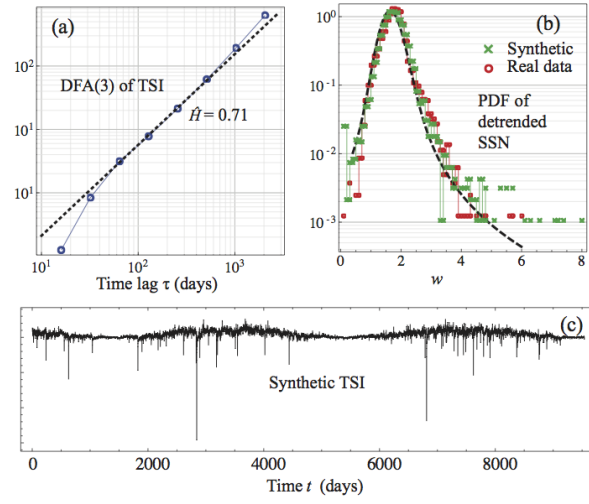 (a)
DFA(3) of TSI
Ĥ = 0.71
10²
10¹
10¹
10¹
10²
10³
Time lag τ (days)
(b)
Synthetic
Real data
PDF of
detrended
SSN
10⁰
10⁻¹
10⁻²
10⁻³
0
2
4
6
8
w
(c)
Synthetic TSI
0
2000
4000
6000
8000
Time t (days)